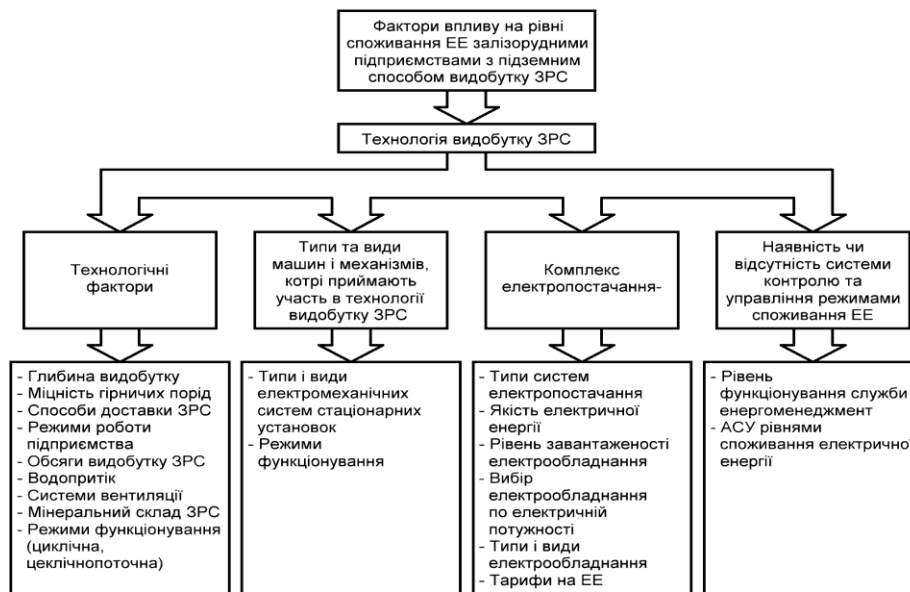 Фактори впливу на рівні
споживання ЕЕ залізорудними
підприємствами з підземним
способом видобутку ЗРС
Технологія видобутку ЗРС
Технологічні
фактори
Типи та види
машин і механізмів,
котрі приймають
участь в технології
видобутку ЗРС
Комплекс
електропостачання-
Наявність чи
відсутність системи
контролю та
управління режимами
споживання ЕЕ
- Глибина видобутку
- Міцність гірничих порід
- Способи доставки ЗРС
- Режими роботи
підприємства
- Обсяги видобутку ЗРС
- Водопритік
- Системи вентиляції
- Мінеральний склад ЗРС
- Режими функціонування
(циклічна,
цеклічнопоточна)
- Типи і види
електромеханічних
систем стаціонарних
установок
- Режими
функціонування
- Типи систем
електропостачання
- Якість електричної
енергії
- Рівень завантаженості
електрообладнання
- Вибір
електрообладнання
по електричній
потужності
- Типи і види
електрообладнання
- Тарифи на ЕЕ
- Рівень
функціонування служби
енергоменеджмент
- АСУ рівнями
споживання електричної
енергії